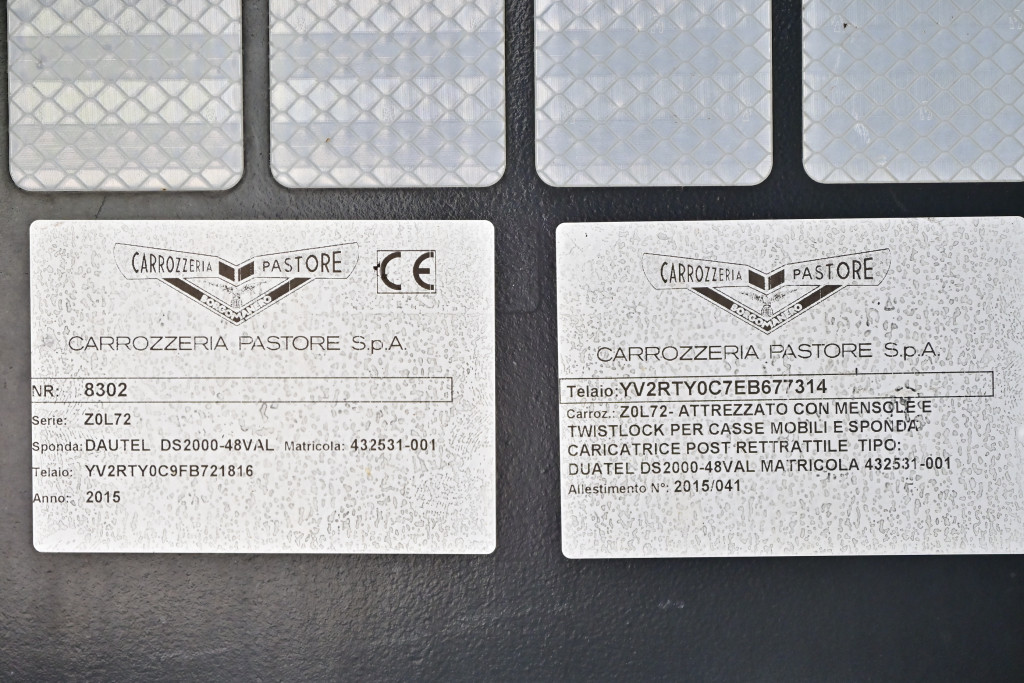 CARROZZERIA PASTORE
BORGOMANERO
CE
CARROZZERIA PASTORE S.p.A.
NR: 8302
Serie: Z0L72
Sponda: DAUTEL DS2000-48VAL Matricola: 432531-001
Telaio: YV2RTY0C9FB721816
Anno: 2015
CARROZZERIA PASTORE
BORGOMANERO
CARROZZERIA PASTORE S.p.A.
Telaio: YV2RTY0C7EB677314
Carroz.: Z0L72- ATTREZZATO CON MENSOLE E
TWISTLOCK PER CASSE MOBILI E SPONDA
CARICATRICE POST RETTRATTILE TIPO:
DUATEL DS2000-48VAL MATRICOLA 432531-001
Allestimento N°: 2015/041